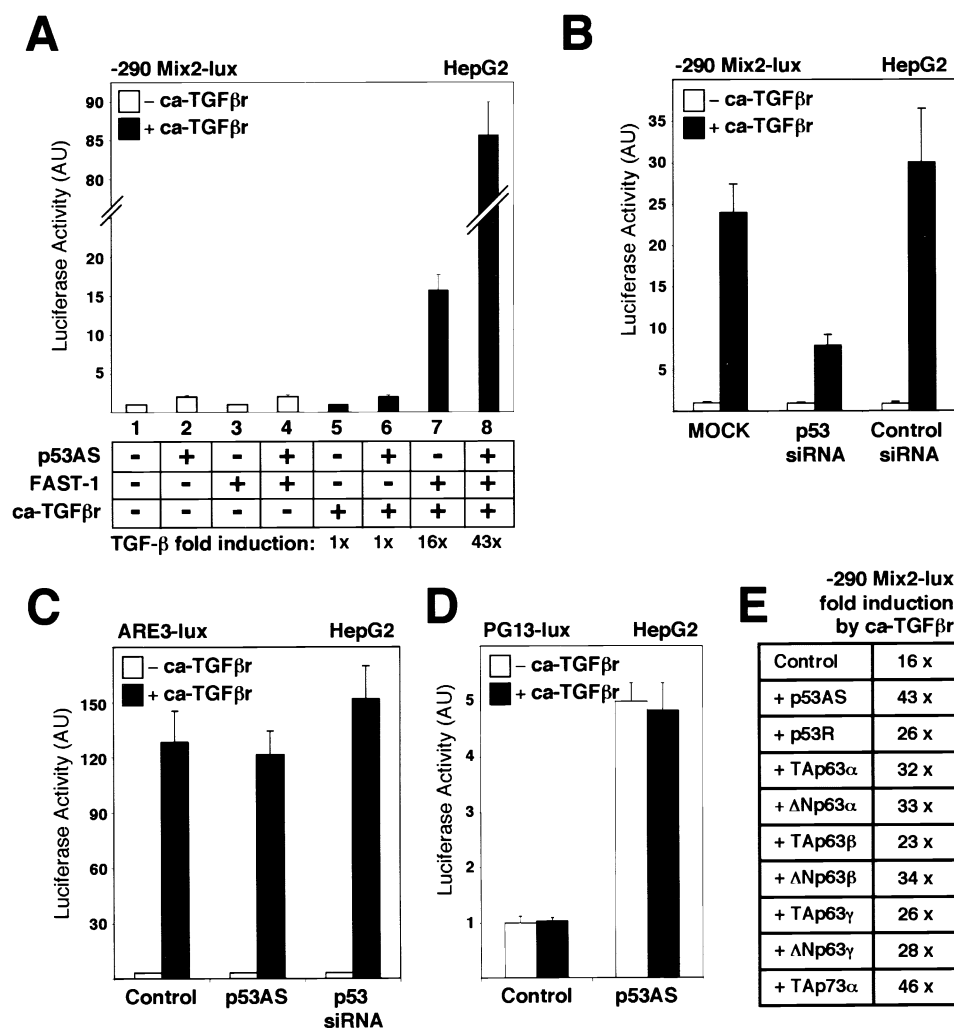 A
-290 Mix2-lux HepG2
– ca-TGFβr
+ ca-TGFβr
Luciferase Activity (AU)
90
85
80
20
15
10
5
1 2 3 4 5 6 7 8
p53AS - + - + - + - +
FAST-1 - - + + - - + +
ca-TGFβr - - - - + + + +
TGF-β fold induction: 1x 1x 16x 43x
B
-290 Mix2-lux HepG2
– ca-TGFβr
+ ca-TGFβr
Luciferase Activity (AU)
35
30
25
20
15
10
5
MOCK p53 siRNA Control siRNA
C
ARE3-lux HepG2
– ca-TGFβr
+ ca-TGFβr
Luciferase Activity (AU)
150
120
90
60
30
Control p53AS p53 siRNA
D
PG13-lux HepG2
– ca-TGFβr
+ ca-TGFβr
Luciferase Activity (AU)
5
4
3
2
1
Control p53AS
E
-290 Mix2-lux
fold induction
by ca-TGFβr
Control 16 x
+ p53AS 43 x
+ p53R 26 x
+ TAp63α 32 x
+ ΔNp63α 33 x
+ TAp63β 23 x
+ ΔNp63β 34 x
+ TAp63γ 26 x
+ ΔNp63γ 28 x
+ TAp73α 46 x